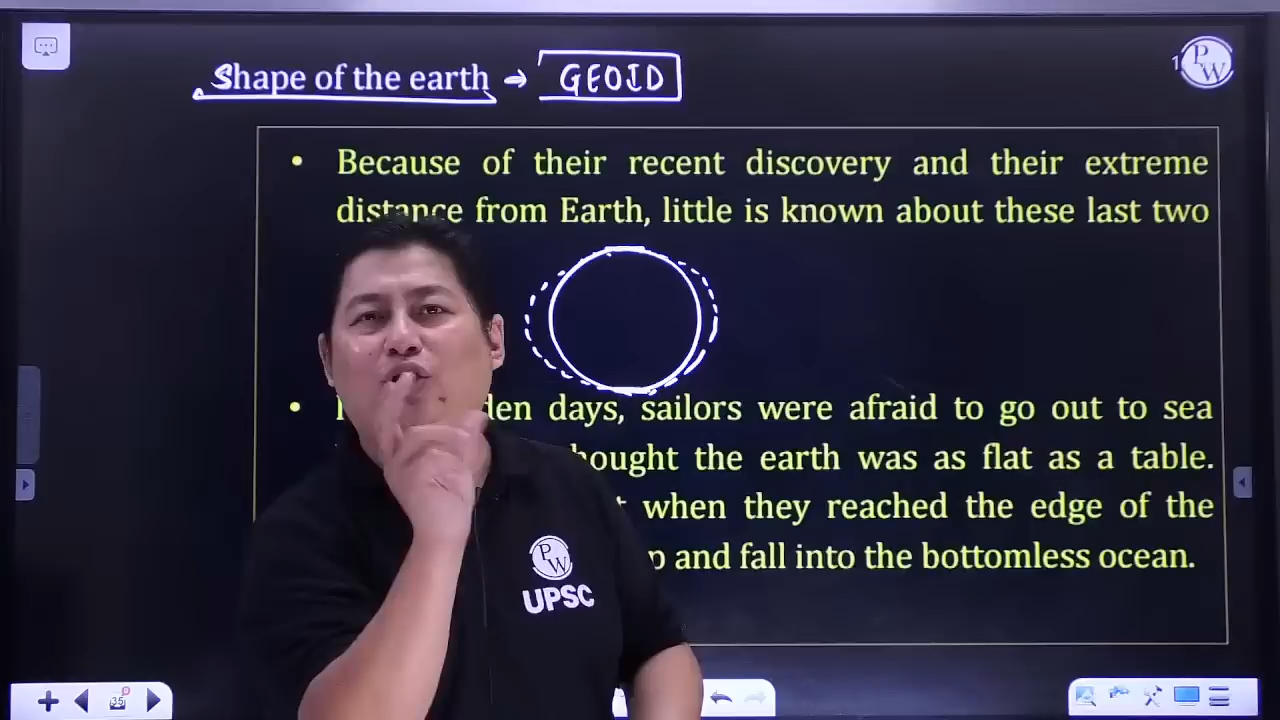 Shape of the earth → GEOID
PW
• Because of their recent discovery and their extreme
distance from Earth, little is known about these last two
• days, sailors were afraid to go out to sea
the earth was as flat as a table.
when they reached the edge of the
and fall into the bottomless ocean.
PW
UPSC
35